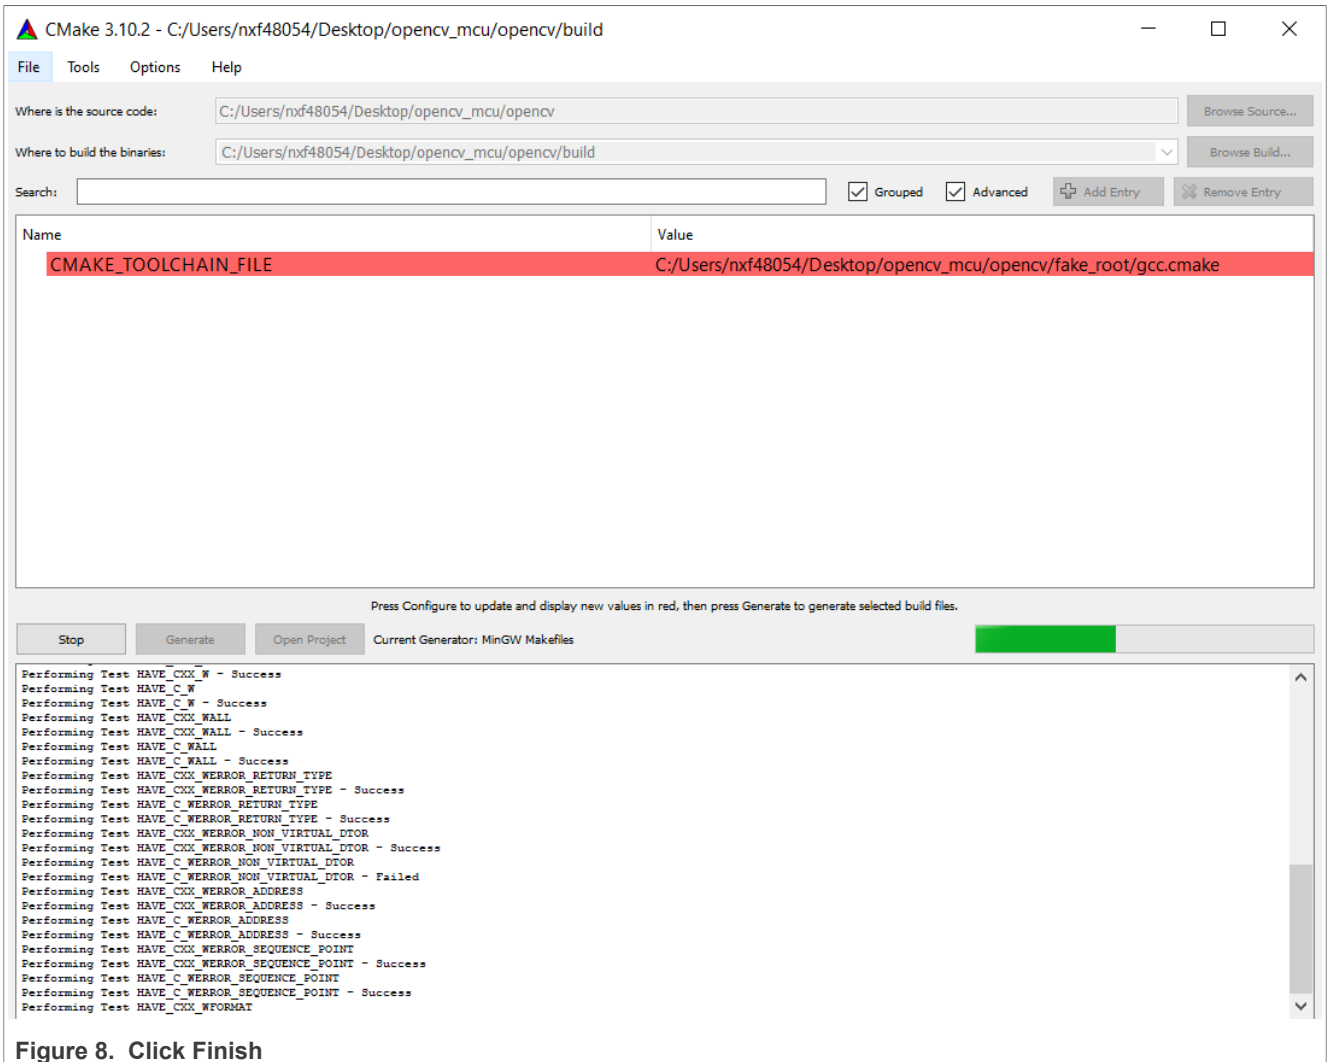 CMake 3.10.2 - C:/Users/nxf48054/Desktop/opencv_mcu/opencv/build
File Tools Options Help
Where is the source code: C:/Users/nxf48054/Desktop/opencv_mcu/opencv Browse Source...
Where to build the binaries: C:/Users/nxf48054/Desktop/opencv_mcu/opencv/build Browse Build...
Search: Grouped Advanced Add Entry Remove Entry
Name Value
CMAKE_TOOLCHAIN_FILE C:/Users/nxf48054/Desktop/opencv_mcu/opencv/fake_root/gcc.cmake
Press Configure to update and display new values in red, then press Generate to generate selected build files.
Stop Generate Open Project Current Generator: MinGW Makefiles
Performing Test HAVE_CXX_W - Success
Performing Test HAVE_C_W
Performing Test HAVE_C_W - Success
Performing Test HAVE_CXX_WALL
Performing Test HAVE_CXX_WALL - Success
Performing Test HAVE_C_WALL
Performing Test HAVE_C_WALL - Success
Performing Test HAVE_CXX_WERROR_RETURN_TYPE
Performing Test HAVE_CXX_WERROR_RETURN_TYPE - Success
Performing Test HAVE_C_WERROR_RETURN_TYPE
Performing Test HAVE_C_WERROR_RETURN_TYPE - Success
Performing Test HAVE_CXX_WERROR_NON_VIRTUAL_DTOR
Performing Test HAVE_CXX_WERROR_NON_VIRTUAL_DTOR - Success
Performing Test HAVE_C_WERROR_NON_VIRTUAL_DTOR
Performing Test HAVE_C_WERROR_NON_VIRTUAL_DTOR - Failed
Performing Test HAVE_CXX_WERROR_ADDRESS
Performing Test HAVE_CXX_WERROR_ADDRESS - Success
Performing Test HAVE_C_WERROR_ADDRESS
Performing Test HAVE_C_WERROR_ADDRESS - Success
Performing Test HAVE_CXX_WERROR_SEQUENCE_POINT
Performing Test HAVE_CXX_WERROR_SEQUENCE_POINT - Success
Performing Test HAVE_C_WERROR_SEQUENCE_POINT
Performing Test HAVE_C_WERROR_SEQUENCE_POINT - Success
Performing Test HAVE_CXX_WFORMAT
Figure 8. Click Finish